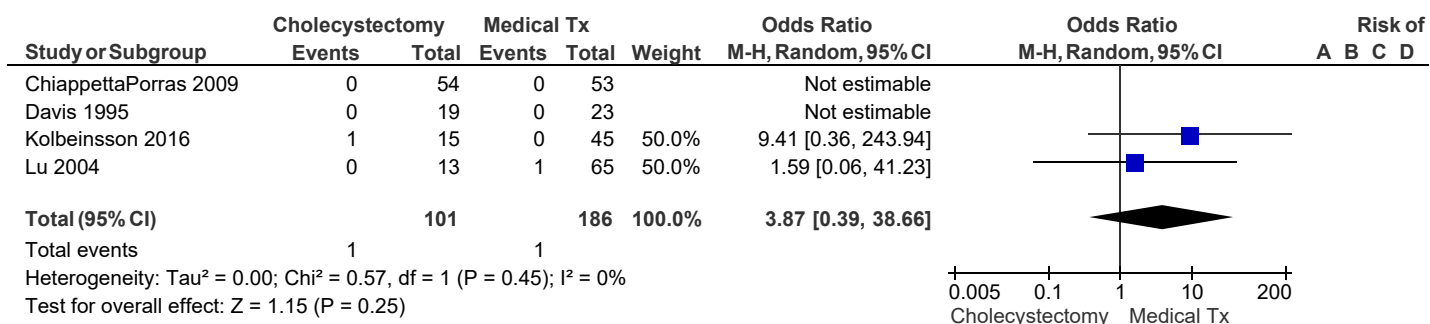 Cholecystectomy Medical Tx Odds Ratio Odds Ratio Risk of
Study or Subgroup Events Total Events Total Weight M-H, Random, 95% CI M-H, Random, 95% CI A B C D
ChiappettaPorras 2009 0 54 0 53 Not estimable
Davis 1995 0 19 0 23 Not estimable
Kolbeinsson 2016 1 15 0 45 50.0% 9.41 [0.36, 243.94]
Lu 2004 0 13 1 65 50.0% 1.59 [0.06, 41.23]
Total (95% CI) 101 186 100.0% 3.87 [0.39, 38.66]
Total events 1 1
Heterogeneity: Tau² = 0.00; Chi² = 0.57, df = 1 (P = 0.45); I² = 0%
Test for overall effect: Z = 1.15 (P = 0.25)
0.005 0.1 1 10 200
Cholecystectomy Medical Tx